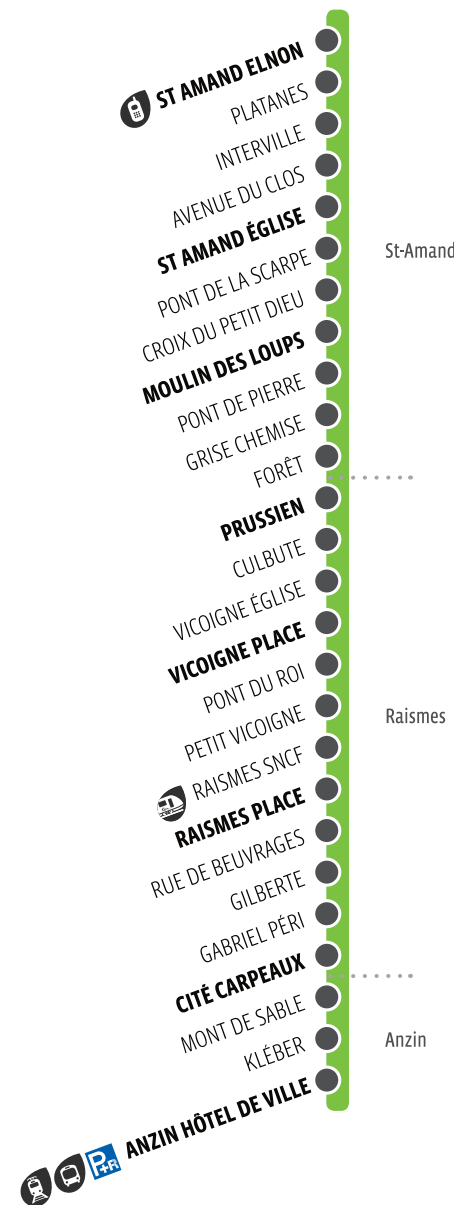 ST AMAND ELNON
PLATANES
INTERVILLE
AVENUE DU CLOS
ST AMAND ÉGLISE
PONT DE LA SCARPE
St-Amand
CROIX DU PETIT DIEU
MOULIN DES LOUPS
PONT DE PIERRE
GRISE CHEMISE
FORÊT
PRUSSIEN
CULBUTE
VICOIGNE ÉGLISE
VICOIGNE PLACE
PONT DU ROI
PETIT VICOIGNE
Raismes
RAISMES SNCF
RAISMES PLACE
RUE DE BEUVRAGES
GILBERTE
GABRIEL PÉRI
CITÉ CARPEAUX
MONT DE SABLE
KLÉBER
Anzin
P+R ANZIN HÔTEL DE VILLE